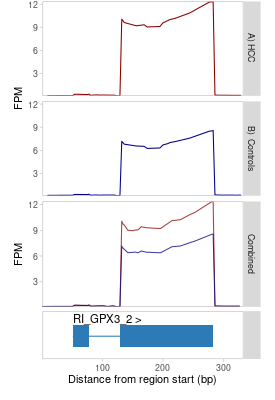 12
9
6
3
A) HCC
12
9
6
3
B) Controls
12
9
6
3
Combined
FPM
FPM
RI_GPX3_2 >
100
200
300
Distance from region start (bp)